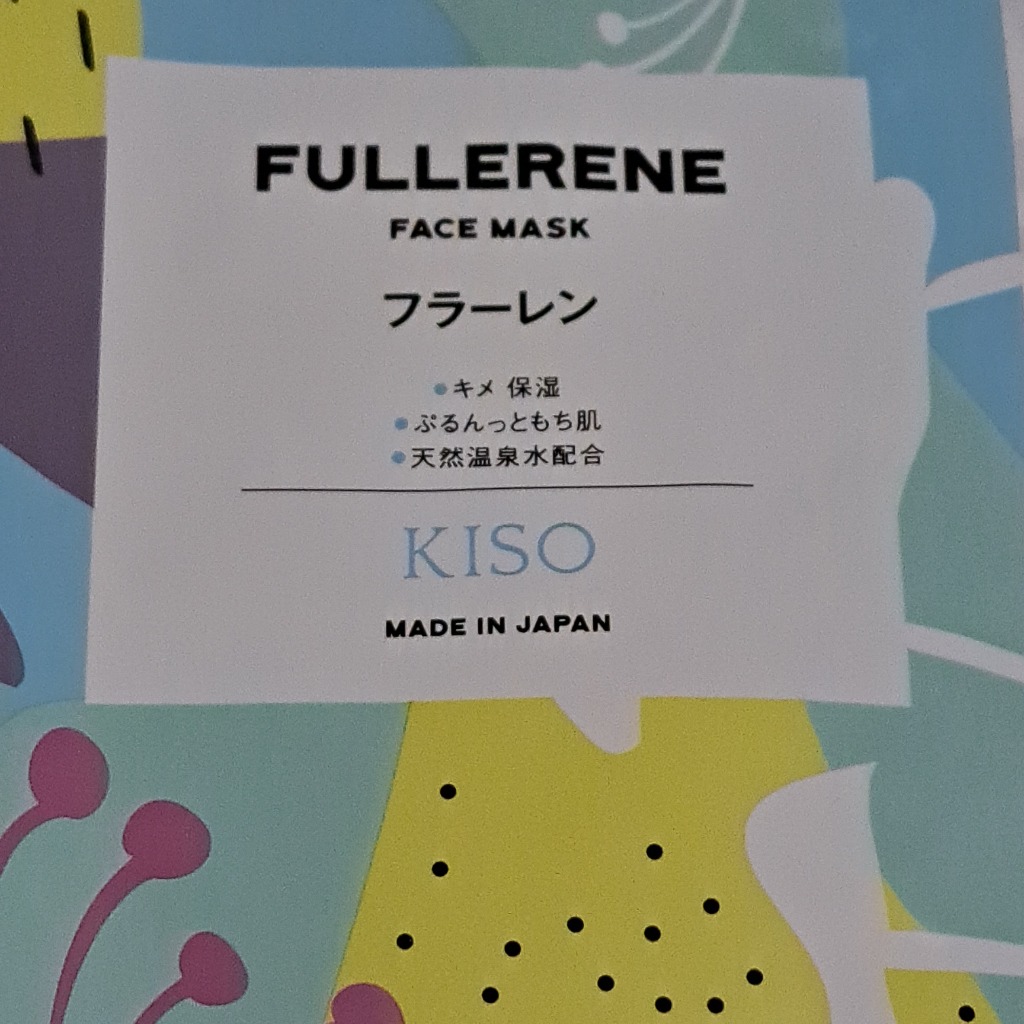 FULLERENE
FACE MASK
フラーレン
●キメ 保湿
●ぷるんっともち肌
●天然温泉水配合
KISO
MADE IN JAPAN